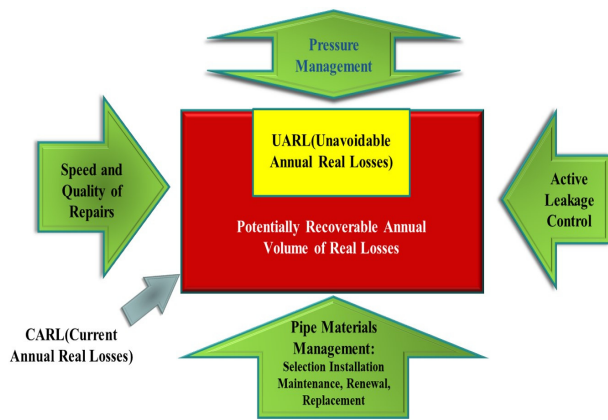 Pressure
Management
UARL(Unavoidable
Annual Real Losses)
Speed and
Quality of
Repairs
Potentially Recoverable Annual
Volume of Real Losses
Active
Leakage
Control
CARL(Current
Annual Real Losses)
Pipe Materials
Management:
Selection Installation
Maintenance, Renewal,
Replacement